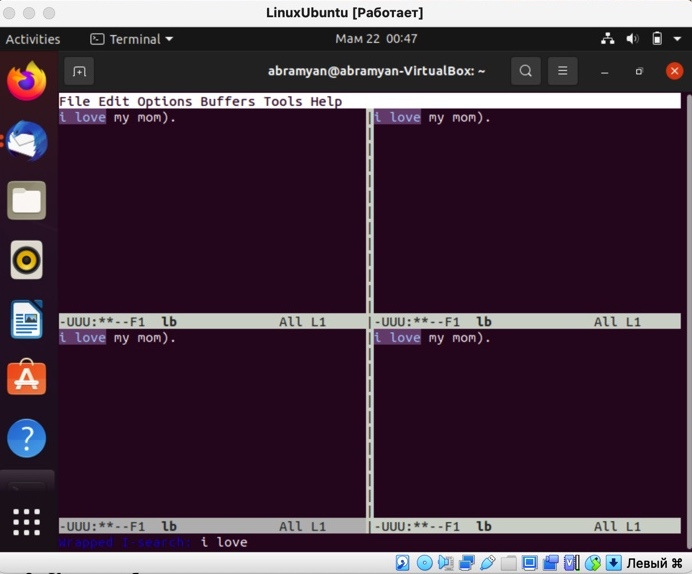 LinuxUbuntu [Работает]
Activities Terminal Мам 22 00:47
abramyan@abramyan-VirtualBox: ~
File Edit Options Buffers Tools Help
i love my mom). i love my mom).
-UUU:**--F1 lb All L1 -UUU:**--F1 lb All L1
i love my mom). i love my mom).
-UUU:**--F1 lb All L1 -UUU:**--F1 lb All L1
Wrapped I-search: i love
Левый ⌘